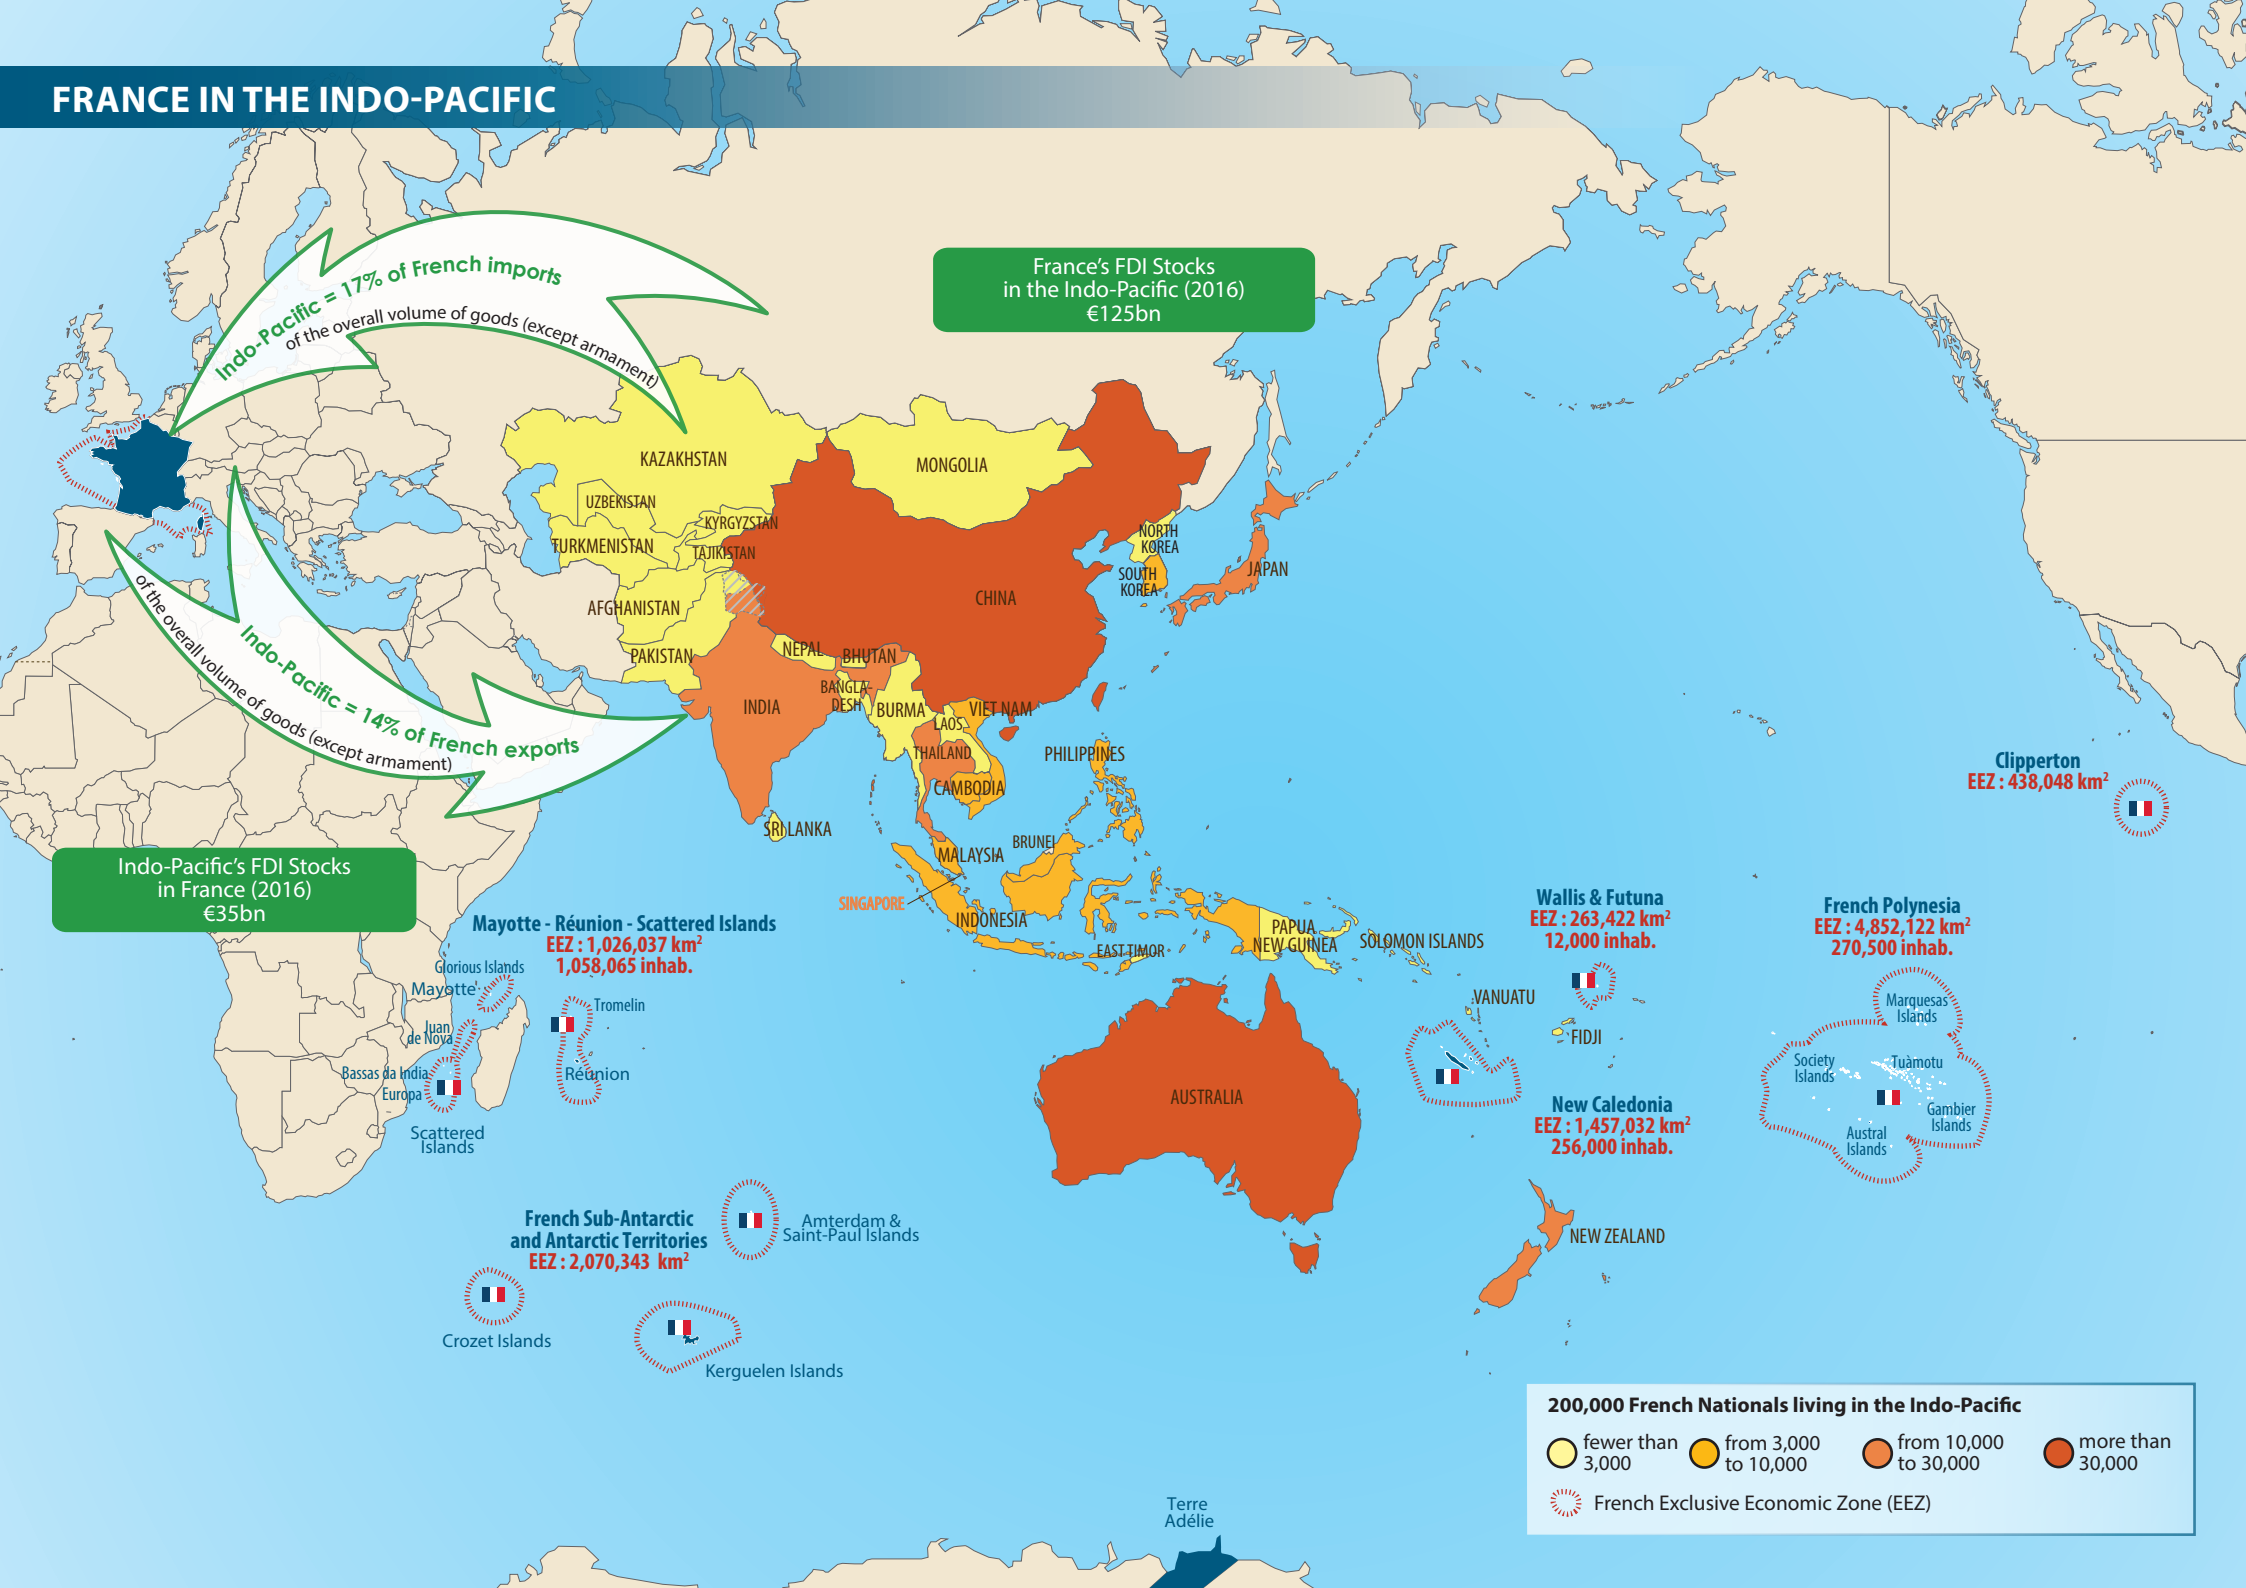 FRANCE IN THE INDO-PACIFIC
Indo-Pacific = 17% of French imports
of the overall volume of goods (except armament)
France’s FDI Stocks
in the Indo-Pacific (2016)
€125bn
KAZAKHSTAN
MONGOLIA
UZBEKISTAN
KYRGYZSTAN
TURKMENISTAN
TAJIKISTAN
NORTH
KOREA
SOUTH
KOREA
JAPAN
AFGHANISTAN
CHINA
PAKISTAN
NEPAL
BHUTAN
BANGLA-
DESH
INDIA
BURMA
VIET NAM
LAOS
THAILAND
PHILIPPINES
CAMBODIA
SRI LANKA
Indo-Pacific = 14% of French exports
of the overall volume of goods (except armament)
Indo-Pacific’s FDI Stocks
in France (2016)
€35bn
BRUNEI
MALAYSIA
SINGAPORE
INDONESIA
EAST TIMOR
PAPUA
NEW GUINEA
SOLOMON ISLANDS
VANUATU
FIDJI
AUSTRALIA
NEW ZEALAND
Clipperton
EEZ : 438,048 km²
Wallis & Futuna
EEZ : 263,422 km²
12,000 inhab.
French Polynesia
EEZ : 4,852,122 km²
270,500 inhab.
Marquesas
Islands
Society
Islands
Tuàmotu
Gambier
Islands
Austral
Islands
New Caledonia
EEZ : 1,457,032 km²
256,000 inhab.
Mayotte - Réunion - Scattered Islands
EEZ : 1,026,037 km²
1,058,065 inhab.
Glorious Islands
Mayotte
Tromelin
Juan
de Nova
Bassas da India
Europa
Réunion
Scattered
Islands
French Sub-Antarctic
and Antarctic Territories
EEZ : 2,070,343 km²
Amterdam &
Saint-Paul Islands
Crozet Islands
Kerguelen Islands
Terre
Adélie
200,000 French Nationals living in the Indo-Pacific
fewer than
3,000
from 3,000
to 10,000
from 10,000
to 30,000
more than
30,000
French Exclusive Economic Zone (EEZ)